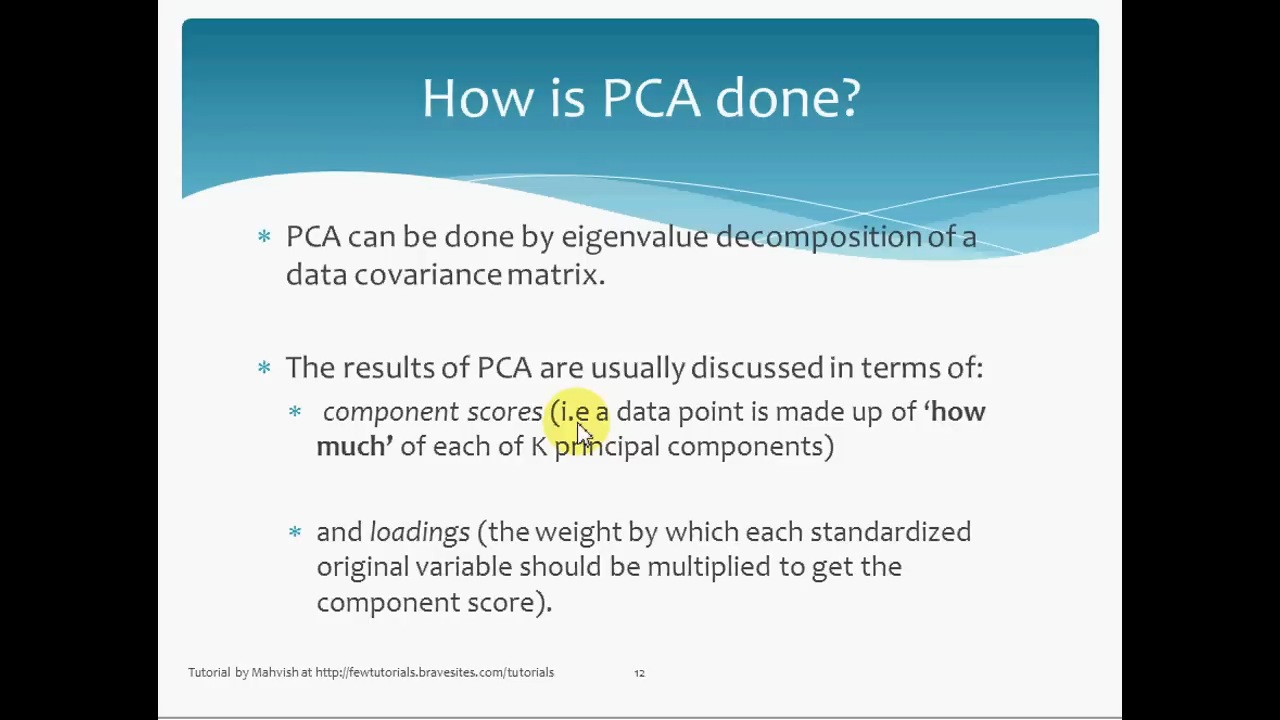 How is PCA done?
* PCA can be done by eigenvalue decomposition of a
data covariance matrix.
* The results of PCA are usually discussed in terms of:
* component scores (i.e a data point is made up of ‘how
much’ of each of K principal components)
* and loadings (the weight by which each standardized
original variable should be multiplied to get the
component score).
Tutorial by Mahvish at http://fewtutorials.bravesites.com/tutorials 12